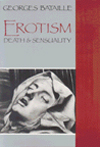 GEORGES BATAILLE
EROTISM
DEATH & SENSUALITY